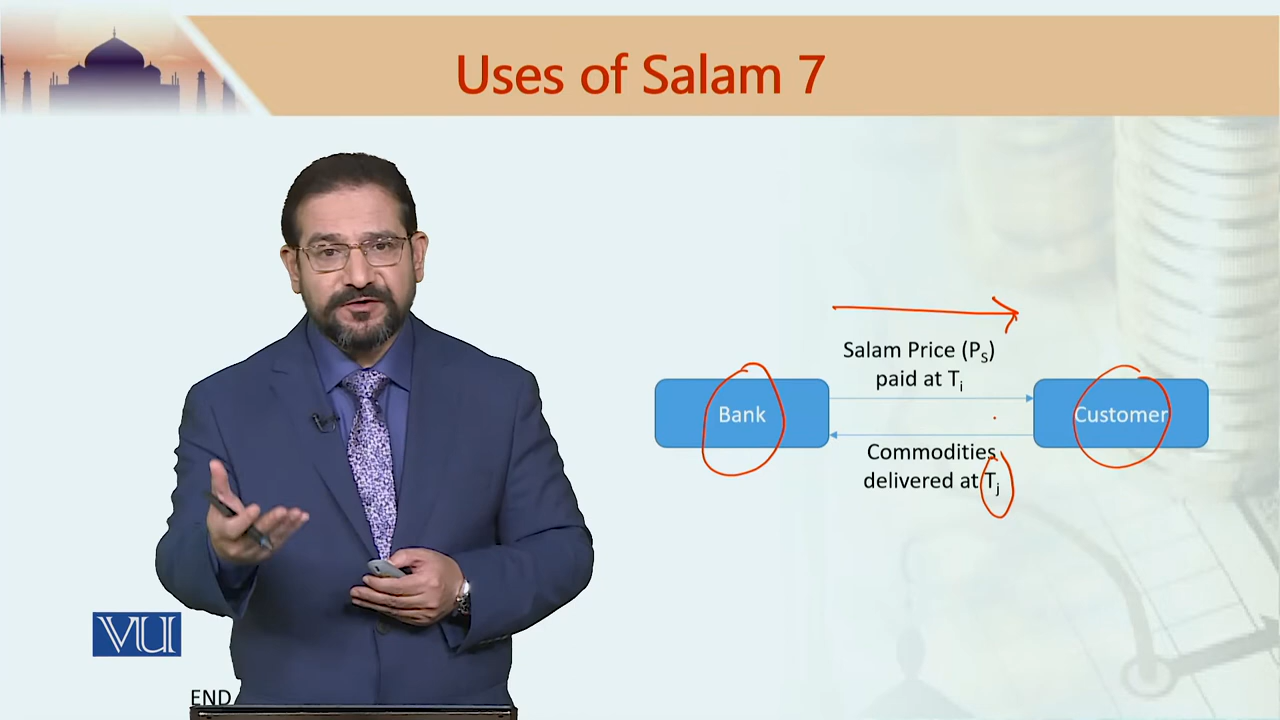 Uses of Salam 7
Salam Price (Pₛ)
paid at Tᵢ
Bank
Customer
Commodities
delivered at Tⱼ
VU
END